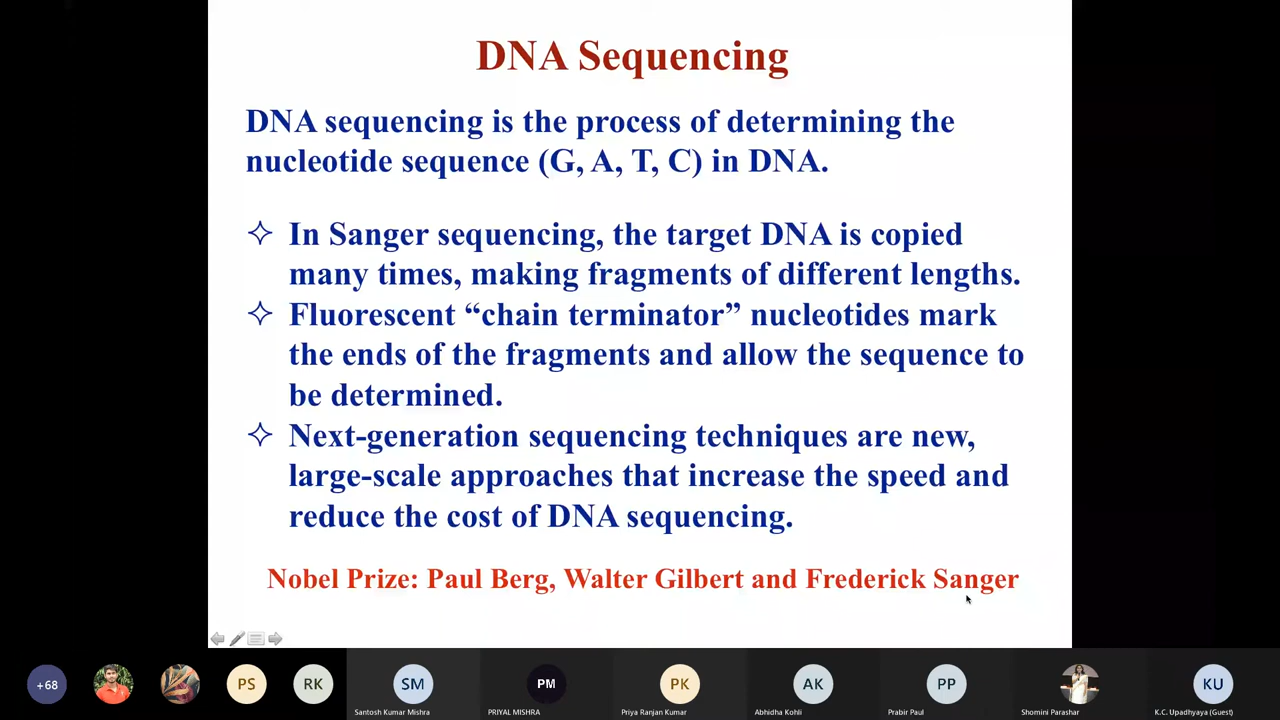 DNA Sequencing
DNA sequencing is the process of determining the
nucleotide sequence (G, A, T, C) in DNA.
✧ In Sanger sequencing, the target DNA is copied
many times, making fragments of different lengths.
✧ Fluorescent “chain terminator” nucleotides mark
the ends of the fragments and allow the sequence to
be determined.
✧ Next-generation sequencing techniques are new,
large-scale approaches that increase the speed and
reduce the cost of DNA sequencing.
Nobel Prize: Paul Berg, Walter Gilbert and Frederick Sanger
+68 PS RK SM PM PK AK PP KU
Santosh Kumar Mishra PRIYAL MISHRA Priya Ranjan Kumar Abhidha Kohli Prabir Paul Shomini Parashar K.C. Upadhyaya (Guest)